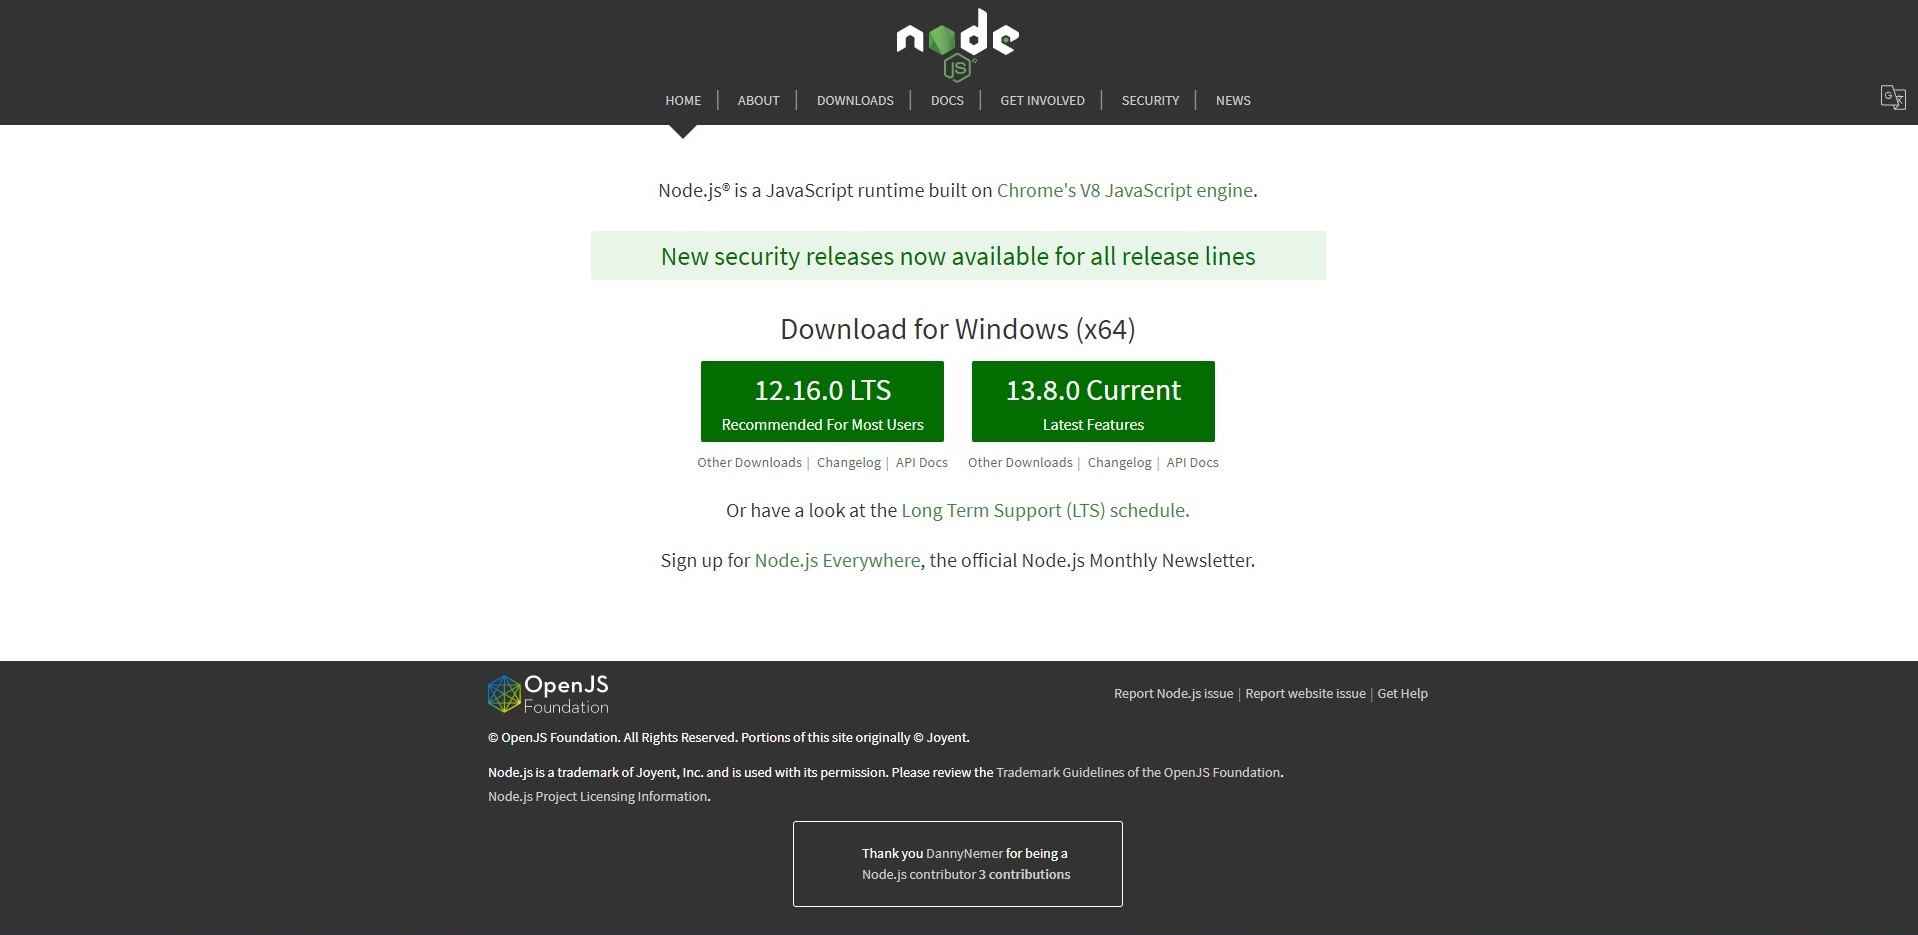 node
JS
HOME | ABOUT | DOWNLOADS | DOCS | GET INVOLVED | SECURITY | NEWS
Node.js® is a JavaScript runtime built on Chrome's V8 JavaScript engine.
New security releases now available for all release lines
Download for Windows (x64)
12.16.0 LTS
Recommended For Most Users
13.8.0 Current
Latest Features
Other Downloads | Changelog | API Docs
Other Downloads | Changelog | API Docs
Or have a look at the Long Term Support (LTS) schedule.
Sign up for Node.js Everywhere, the official Node.js Monthly Newsletter.
OpenJS
Foundation
Report Node.js issue | Report website issue | Get Help
© OpenJS Foundation. All Rights Reserved. Portions of this site originally © Joyent.
Node.js is a trademark of Joyent, Inc. and is used with its permission. Please review the Trademark Guidelines of the OpenJS Foundation.
Node.js Project Licensing Information.
Thank you DannyNemer for being a
Node.js contributor 3 contributions